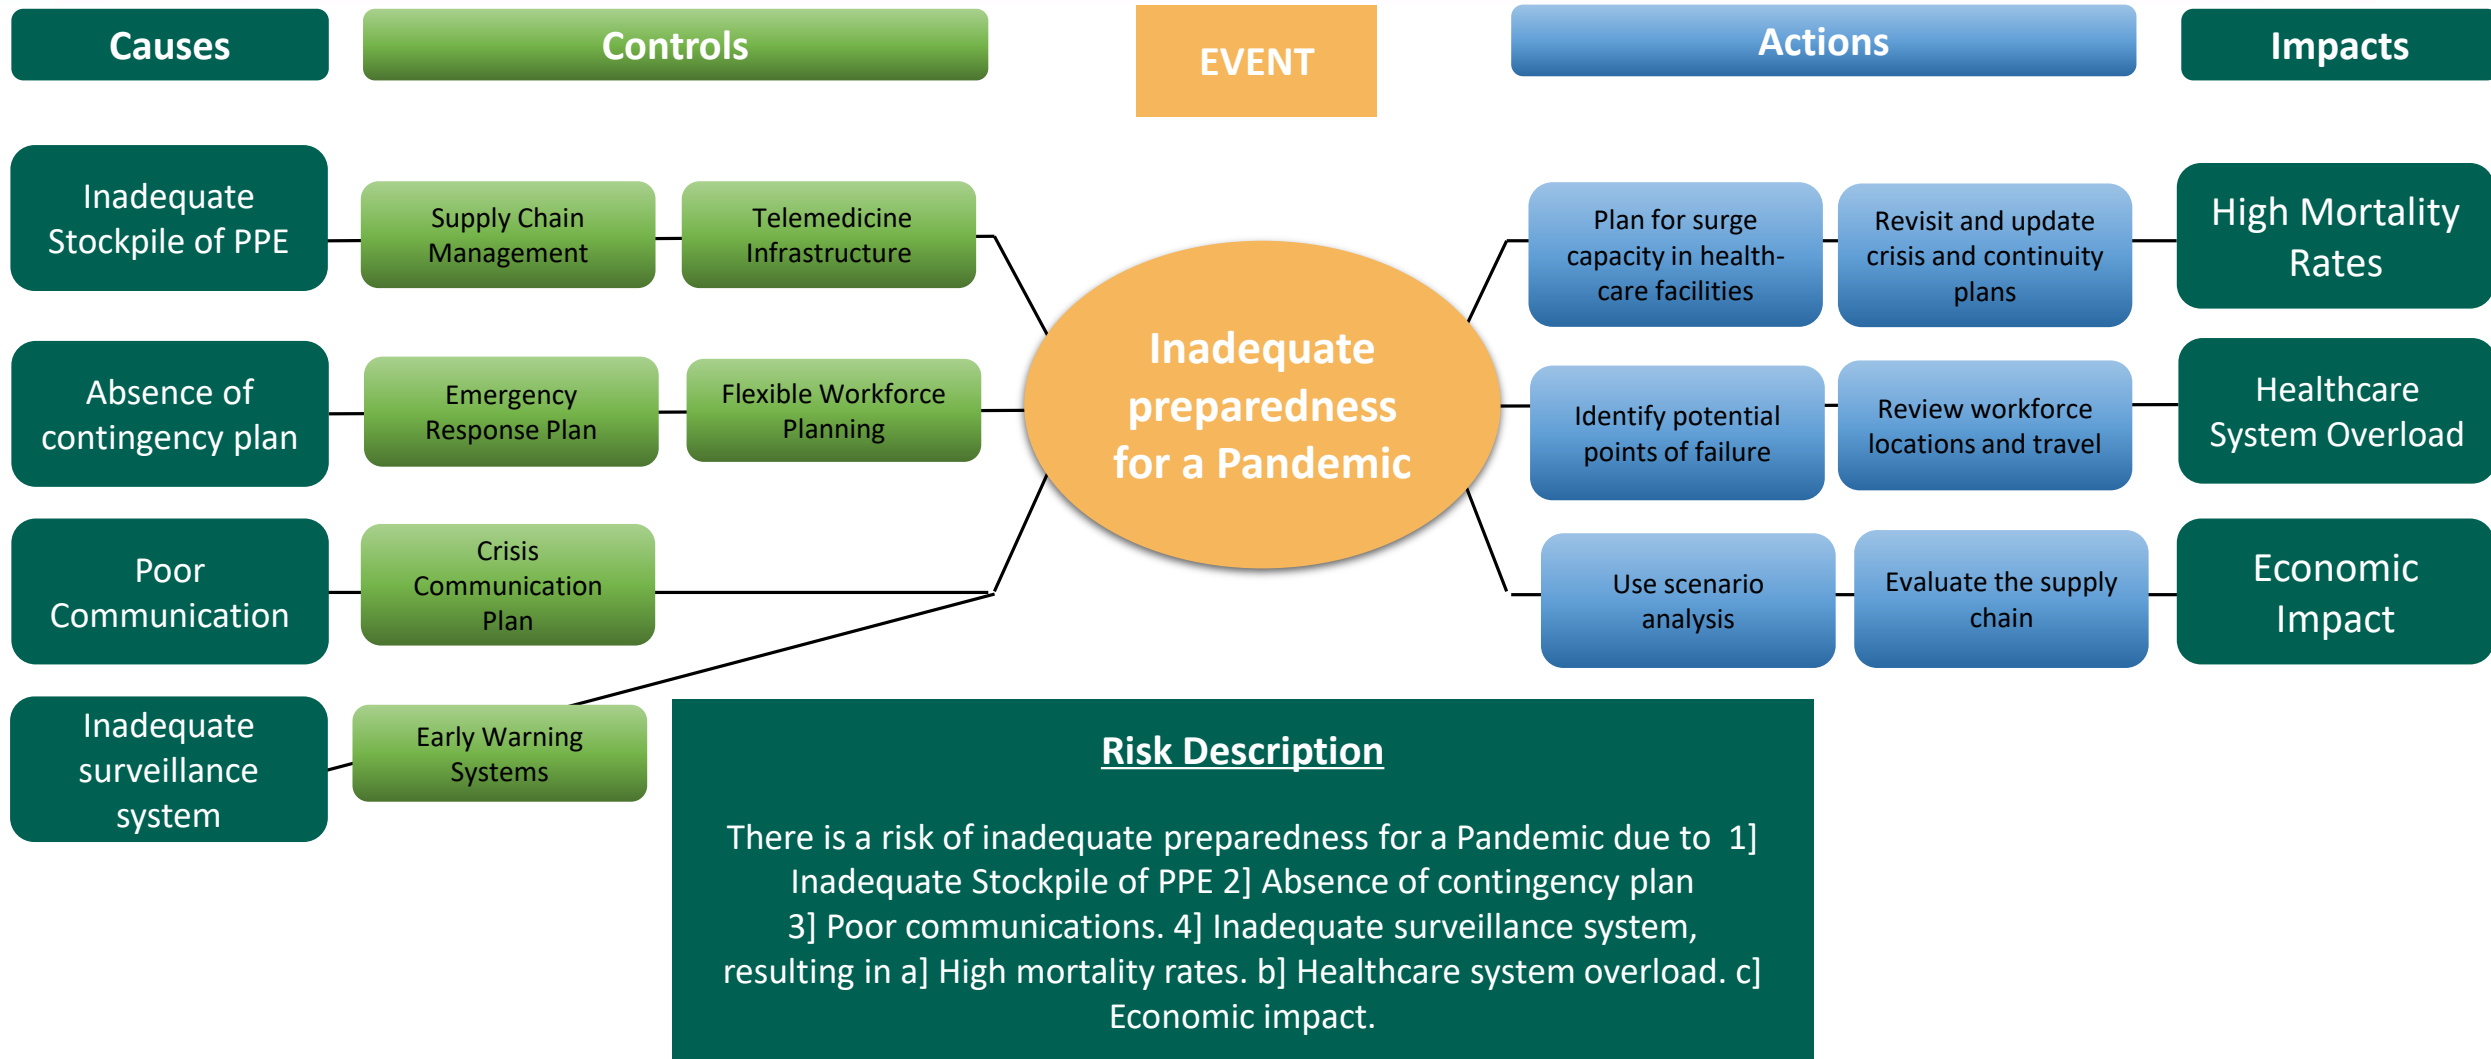 Causes
Controls
EVENT
Actions
Impacts
Inadequate
Stockpile of PPE
Supply Chain
Management
Telemedicine
Infrastructure
Plan for surge
capacity in health-
care facilities
Revisit and update
crisis and continuity
plans
High Mortality
Rates
Absence of
contingency plan
Emergency
Response Plan
Flexible Workforce
Planning
Inadequate
preparedness
for a Pandemic
Identify potential
points of failure
Review workforce
locations and travel
Healthcare
System Overload
Poor
Communication
Crisis
Communication
Plan
Use scenario
analysis
Evaluate the supply
chain
Economic
Impact
Inadequate
surveillance
system
Early Warning
Systems
Risk Description
There is a risk of inadequate preparedness for a Pandemic due to  1]
Inadequate Stockpile of PPE 2] Absence of contingency plan
3] Poor communications. 4] Inadequate surveillance system,
resulting in a] High mortality rates. b] Healthcare system overload. c]
Economic impact.